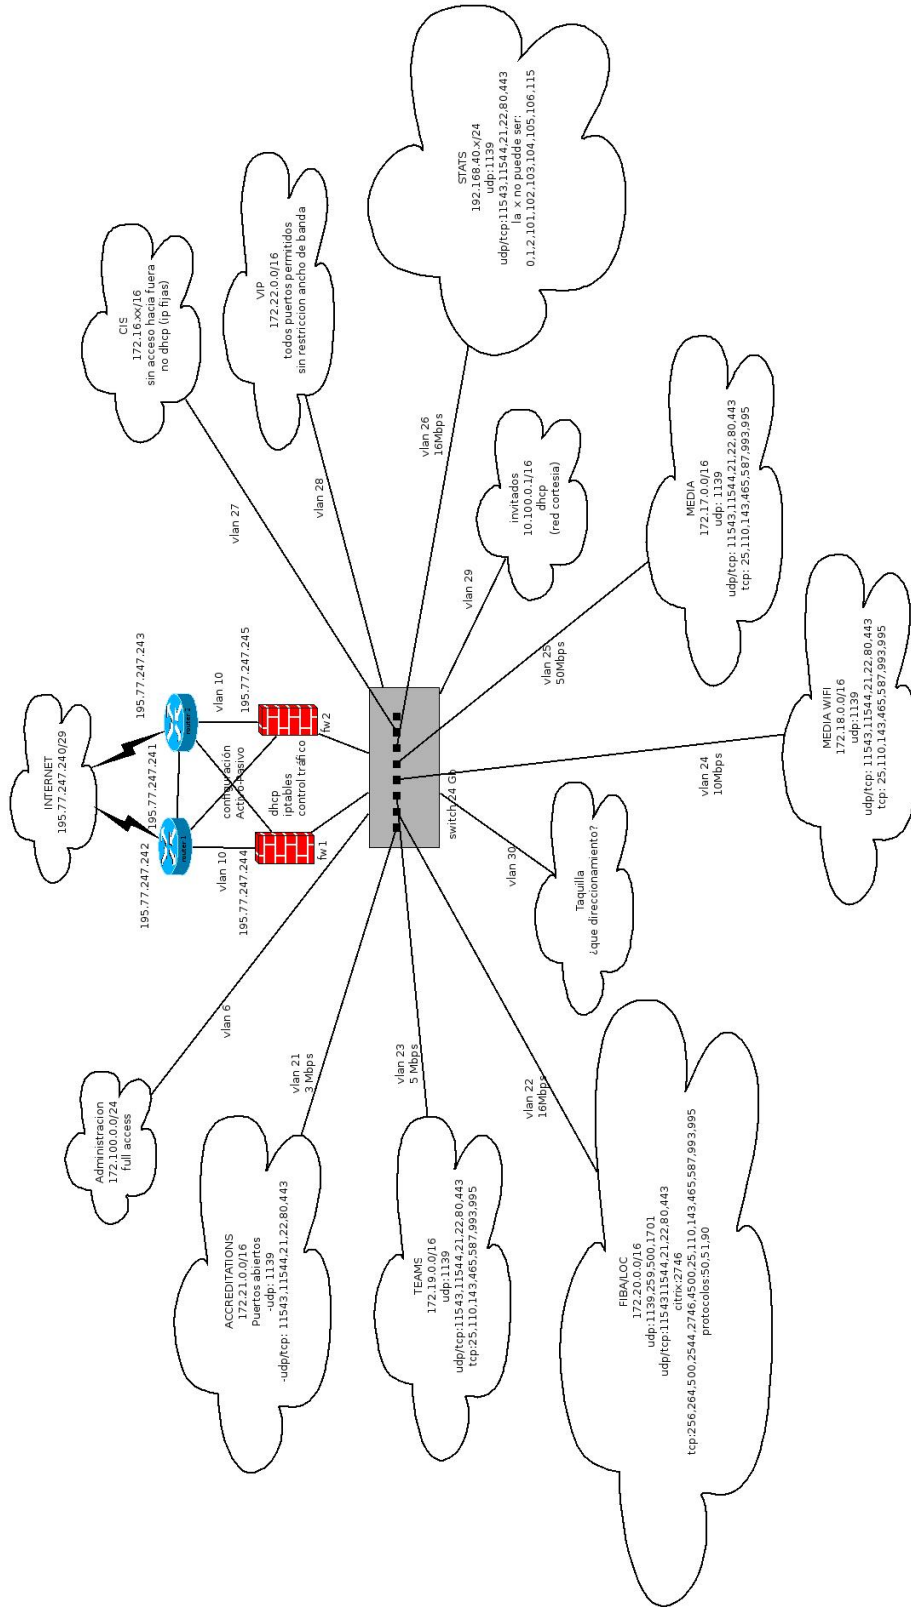 INTERNET
195.77.247.240/29
195.77.247.242
195.77.247.241
195.77.247.243
router 1
vlan 10
vlan 10
195.77.247.244
195.77.247.245
configuración
Activo-Pasivo
dhcp
iptables
control tráfico
fw1
fw2
switch 24 Gb
Administracion
172.100.0.0/24
full access
vlan 6
ACCREDITATIONS
172.21.0.0/16
Puertos abiertos
-udp: 1139
-udp/tcp: 11543,11544,21,22,80,443
vlan 21
3 Mbps
TEAMS
172.19.0.0/16
udp:1139
udp/tcp:11543,11544,21,22,80,443
tcp:25,110,143,465,587,993,995
vlan 23
5 Mbps
FIBA/LOC
172.20.0.0/16
udp:1139,259,500,1701
udp/tcp:1154311544,21,22,80,443
citrix:2746
tcp:256,264,500,2544,2746,4500,25,110,143,465,587,993,995
protocolos:50,51,90
vlan 22
16Mbps
Taquilla
¿que direccionamiento?
vlan 30
MEDIA WIFI
172.18.0.0/16
udp:1139
udp/tcp: 11543,11544,21,22,80,443
tcp: 25,110,143,465,587,993,995
vlan 24
10Mbps
MEDIA
172.17.0.0/16
udp: 1139
udp/tcp: 11543,11544,21,22,80,443
tcp: 25,110,143,465,587,993,995
vlan 25
50Mbps
invitados
10.100.0.1/16
dhcp
(red cortesia)
vlan 29
STATS
192.168.40.x/24
udp:1139
udp/tcp:11543,11544,21,22,80,443
la x no puedde ser:
0,1,2,101,102,103,104,105,106,115
vlan 26
16Mbps
VIP
172.22.0.0/16
todos puertos permitidos
sin restriccion ancho de banda
vlan 28
CIS
172.16.xx/16
sin acceso hacia fuera
no dhcp (ip fijas)
vlan 27